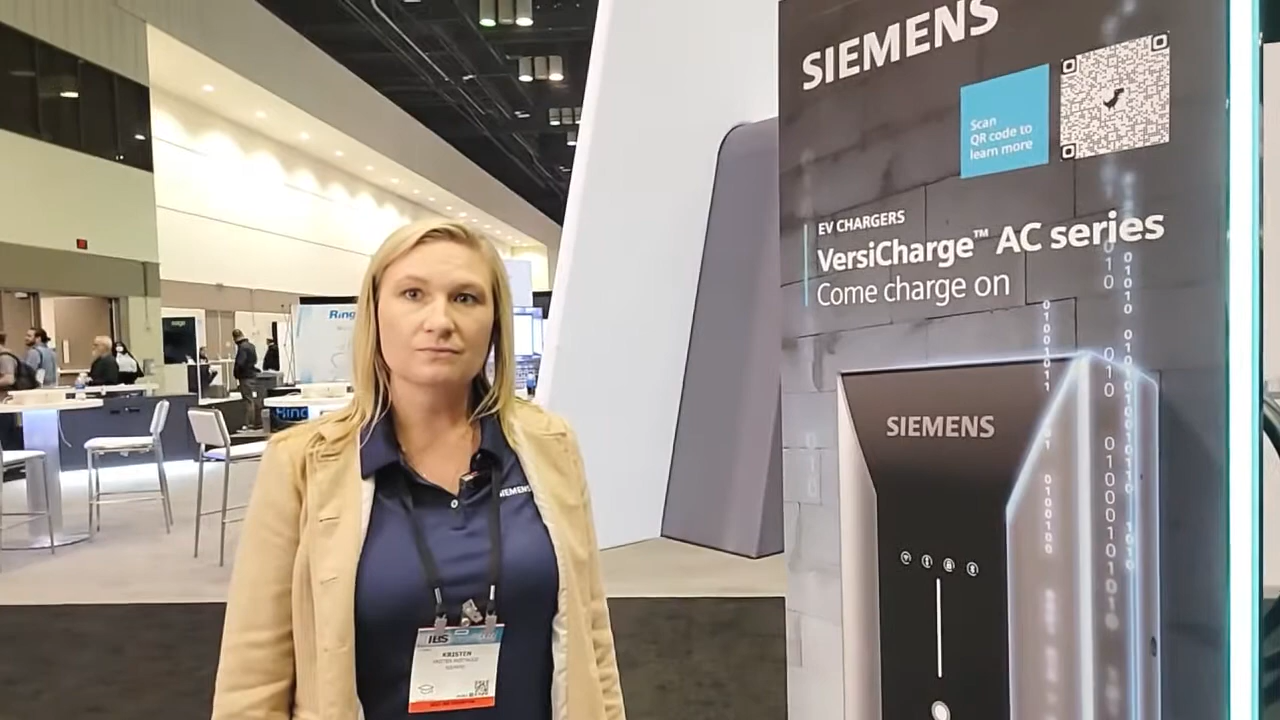 SIEMENS
Scan
QR code to
learn more
EV CHARGERS
VersiCharge™ AC series
Come charge on
SIEMENS
Ring
SIEMENS
IBS
KRISTEN